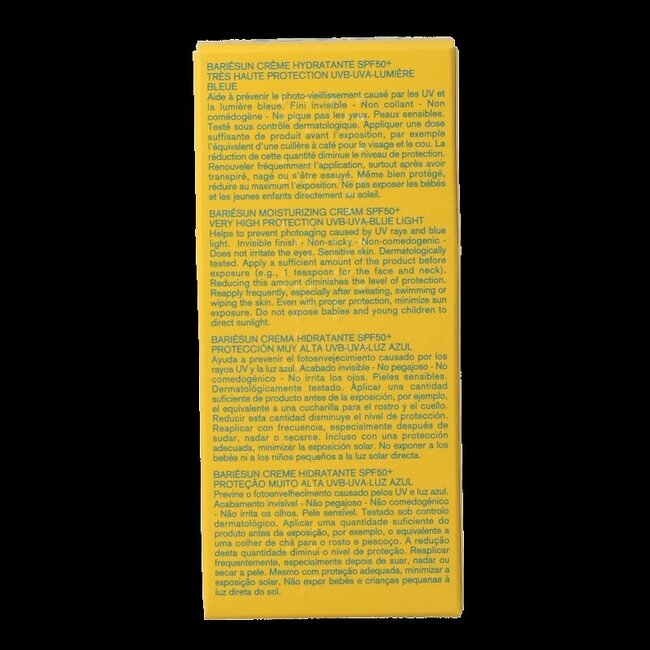 BARIÉSUN CRÈME HYDRATANTE SPF50+
TRÈS HAUTE PROTECTION UVB-UVA-LUMIÈRE
BLEUE
Aide à prévenir le photo-vieillissement causé par les UV et
la lumière bleue. Fini invisible - Non collant - Non
comédogène - Ne pique pas les yeux. Peaux sensibles.
Testé sous contrôle dermatologique. Appliquer une dose
suffisante de produit avant l'exposition, par exemple
l'équivalent d'une cuillère à café pour le visage et le cou. La
réduction de cette quantité diminue le niveau de protection.
Renouveler fréquemment l'application, surtout après avoir
transpiré, nagé ou s'être essuyé. Même bien protégé,
réduire au maximum l'exposition. Ne pas exposer les bébés
et les jeunes enfants directement au soleil.
BARIÉSUN MOISTURIZING CREAM SPF50+
VERY HIGH PROTECTION UVB-UVA-BLUE LIGHT
Helps to prevent photoaging caused by UV rays and blue
light. Invisible finish - Non-sticky - Non-comedogenic -
Does not irritate the eyes. Sensitive skin. Dermatologically
tested. Apply a sufficient amount of the product before
exposure (e.g., 1 teaspoon for the face and neck).
Reducing this amount diminishes the level of protection.
Reapply frequently, especially after sweating, swimming or
wiping the skin. Even with proper protection, minimize sun
exposure. Do not expose babies and young children to
direct sunlight.
BARIÉSUN CREMA HIDRATANTE SPF50+
PROTECCIÓN MUY ALTA UVB-UVA-LUZ AZUL
Ayuda a prevenir el fotoenvejecimiento causado por los
rayos UV y la luz azul. Acabado invisible - No pegajoso - No
comedogénico - No irrita los ojos. Pieles sensibles.
Dermatológicamente testado. Aplicar una cantidad
suficiente de producto antes de la exposición, por ejemplo,
el equivalente a una cucharilla para el rostro y el cuello.
Reducir esta cantidad disminuye el nivel de protección.
Reaplicar con frecuencia, especialmente después de
sudar, nadar o secarse. Incluso con una protección
adecuada, minimizar la exposición solar. No exponer a los
bebés ni a los niños pequeños a la luz solar directa.
BARIÉSUN CREME HIDRATANTE SPF50+
PROTEÇÃO MUITO ALTA UVB-UVA-LUZ AZUL
Previne o fotoenvelhecimento causado pelos UV e luz azul.
Acabamento invisível - Não pegajoso - Não comedogénico
- Não irrita os olhos. Pele sensível. Testado sob controlo
dermatológico. Aplicar uma quantidade suficiente do
produto antes da exposição, por exemplo, o equivalente a
uma colher de chá para o rosto e pescoço. A redução
desta quantidade diminui o nível de proteção. Reaplicar
frequentemente, especialmente depois de suar, nadar ou
secar a pele. Mesmo com proteção adequada, minimizar a
exposição solar. Não expor bebés e crianças pequenas à
luz direta do sol.